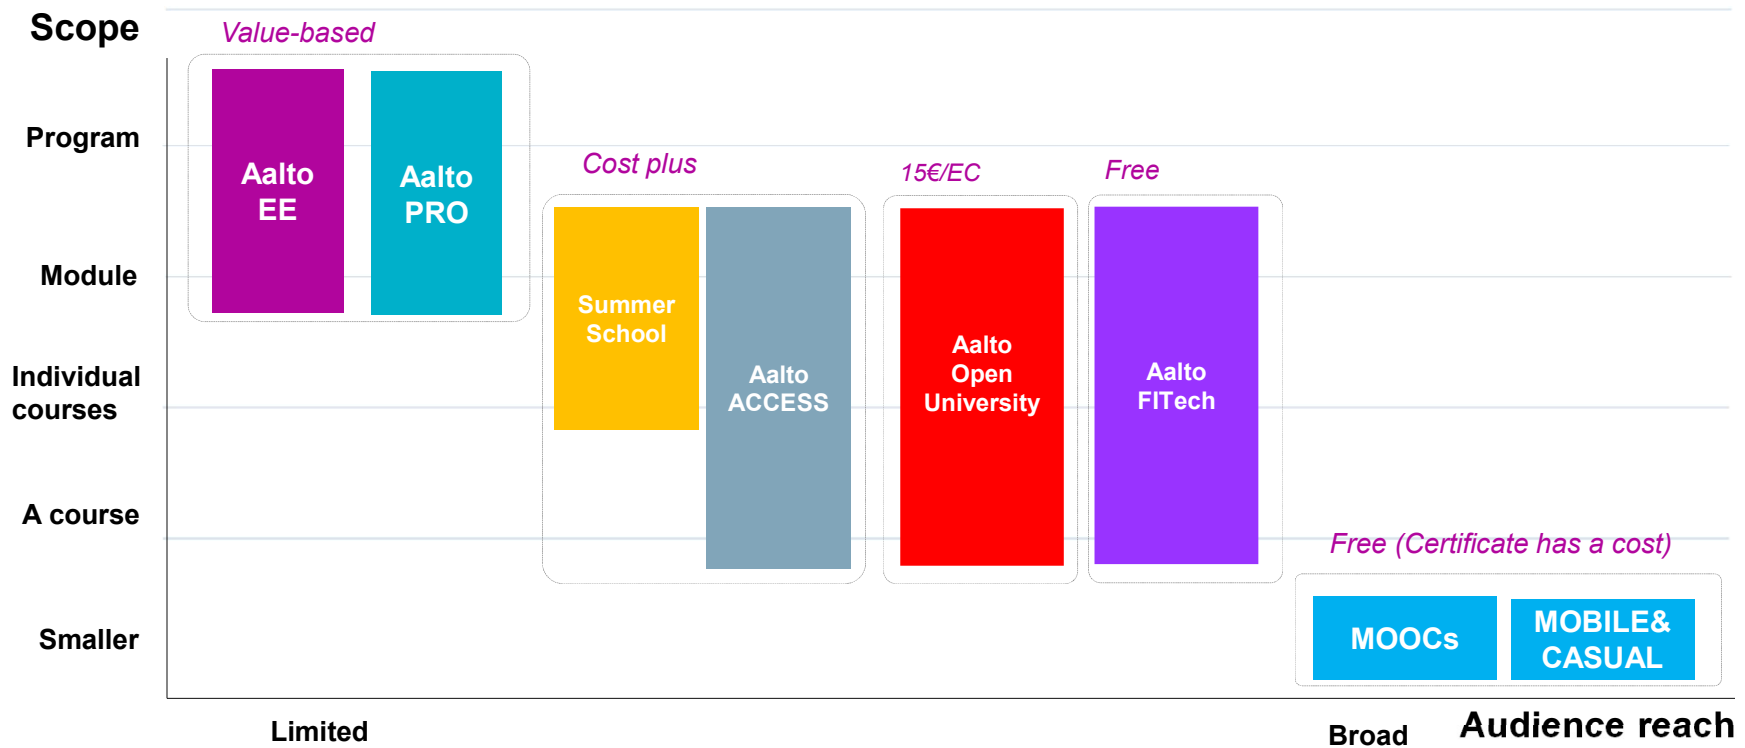 Scope
Value-based
Program
Aalto
EE
Aalto
PRO
Cost plus
15€/EC
Free
Module
Summer
School
Individual
courses
Aalto
ACCESS
Aalto
Open
University
Aalto
FITech
A course
Free (Certificate has a cost)
Smaller
MOOCs
MOBILE&
CASUAL
Limited
Broad
Audience reach